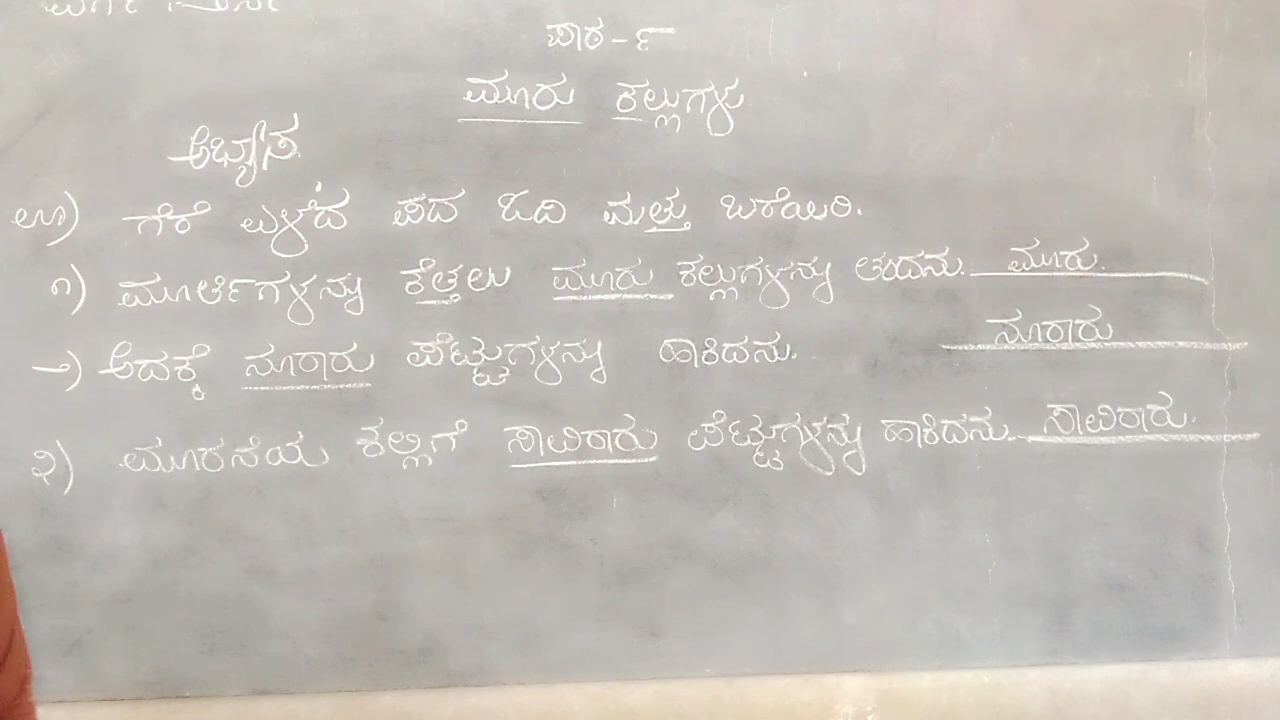 ಪಾಠ - ೯
ಮೂರು ಕಲ್ಲುಗಳು
ಅಭ್ಯಾಸ
ಊ) ಗೆರೆ ಎಳೆದ ಪದ ಓದಿ ಮತ್ತು ಬರೆಯಿರಿ.
೧) ಮೂರ್ತಿಗಳನ್ನು ಕೆತ್ತಲು ಮೂರು ಕಲ್ಲುಗಳನ್ನು ತಂದನು. ಮೂರು.
೨) ಅದಕ್ಕೆ ನೂರಾರು ಪೆಟ್ಟುಗಳನ್ನು ಹಾಕಿದನು. ನೂರಾರು
೩) ಮೂರನೆಯ ಕಲ್ಲಿಗೆ ಸಾವಿರಾರು ಪೆಟ್ಟುಗಳನ್ನು ಹಾಕಿದನು. ಸಾವಿರಾರು.